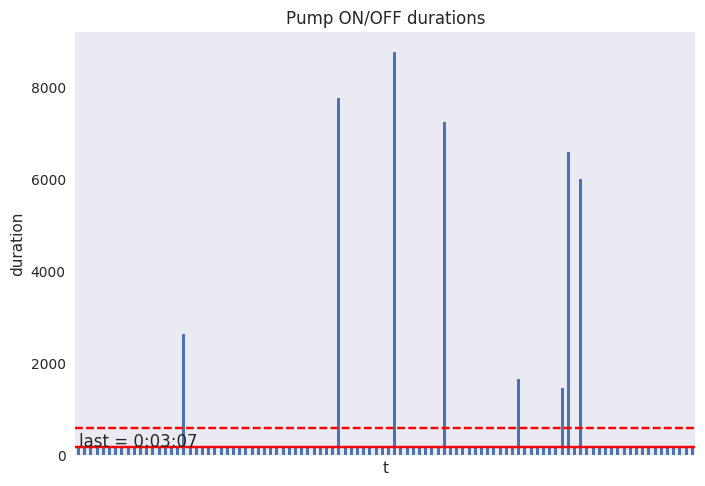 Pump ON/OFF durations
8000
6000
4000
2000
0
duration
last = 0:03:07
t